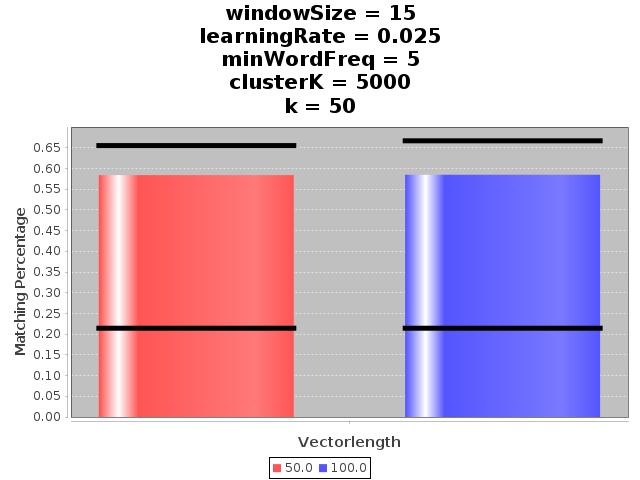 windowSize = 15
learningRate = 0.025
minWordFreq = 5
clusterK = 5000
k = 50
Matching Percentage
0.65
0.60
0.55
0.50
0.45
0.40
0.35
0.30
0.25
0.20
0.15
0.10
0.05
0.00
Vectorlength
50.0 100.0